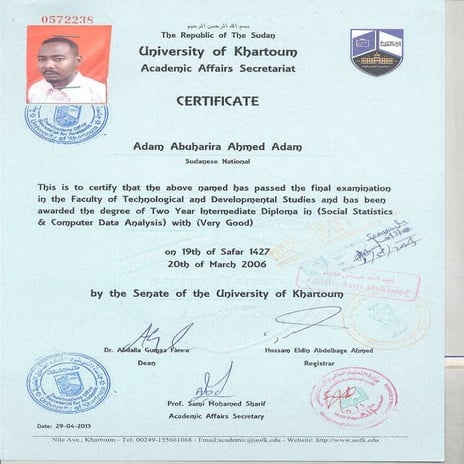 0572238
بسم الله الرحمن الرحيم
The Republic of The Sudan
University of Khartoum
Academic Affairs Secretariat
CERTIFICATE
Adam Abuharira Ahmed Adam
Sudanese National
This is to certify that the above named has passed the final examination
in the Faculty of Technological and Developmental Studies and has been
awarded the degree of Two Year Intermediate Diploma in (Social Statistics
& Computer Data Analysis) with (Very Good)
on 19th of Safar 1427
20th of March 2006
by the Senate of the University of Khartoum
Dr. Abdalla Gumaa Farwa
Dean
Hossam Eldin Abdelbage Ahmed
Registrar
Prof. Sami Mohamed Sharif
Academic Affairs Secretary
Date: 29-04-2013
Nile Ave., Khartoum - Tel: 00249-155661068 - Email:academic@uofk.edu - Website: http//www.uofk.edu